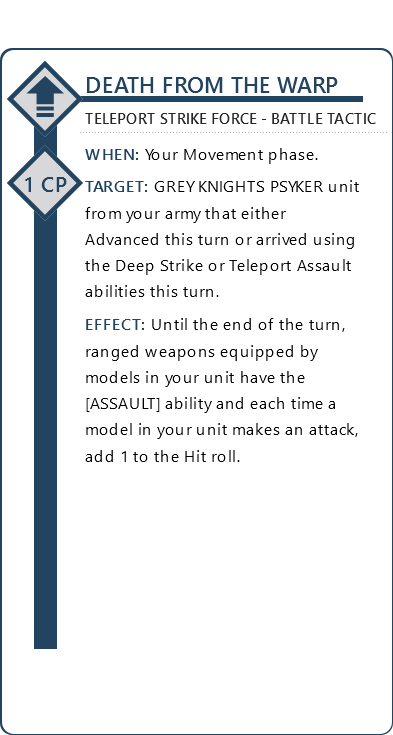 DEATH FROM THE WARP
TELEPORT STRIKE FORCE - BATTLE TACTIC
WHEN: Your Movement phase.
1 CP
TARGET: GREY KNIGHTS PSYKER unit
from your army that either
Advanced this turn or arrived using
the Deep Strike or Teleport Assault
abilities this turn.
EFFECT: Until the end of the turn,
ranged weapons equipped by
models in your unit have the
[ASSAULT] ability and each time a
model in your unit makes an attack,
add 1 to the Hit roll.